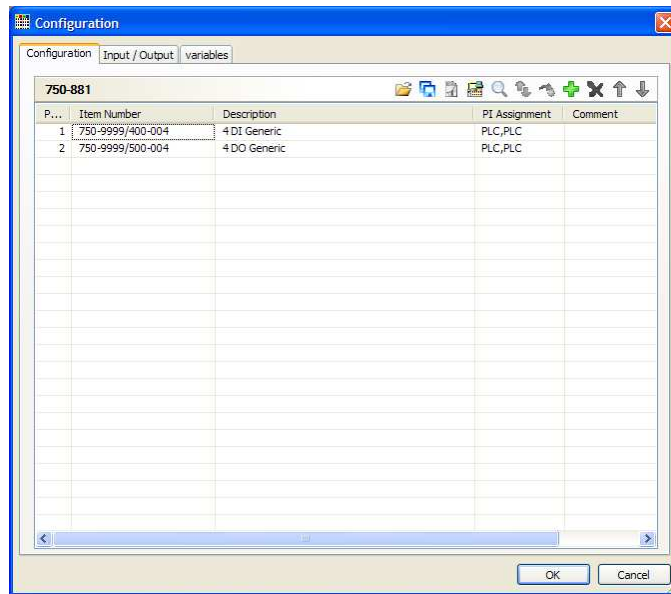 Configuration
Configuration Input / Output variables
750-881
P... Item Number Description PI Assignment Comment
1 750-9999/400-004 4 DI Generic PLC,PLC
2 750-9999/500-004 4 DO Generic PLC,PLC
OK Cancel